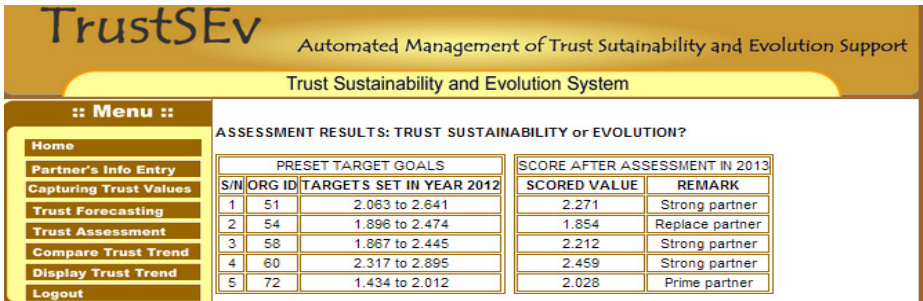 TrustSEv
Automated Management of Trust Sutainability and Evolution Support
Trust Sustainability and Evolution System
:: Menu ::
Home
Partner's Info Entry
Capturing Trust Values
Trust Forecasting
Trust Assessment
Compare Trust Trend
Display Trust Trend
Logout
ASSESSMENT RESULTS: TRUST SUSTAINABILITY or EVOLUTION?
PRESET TARGET GOALS SCORE AFTER ASSESSMENT IN 2013
S/N ORG ID TARGETS SET IN YEAR 2012 SCORED VALUE REMARK
1 51 2.063 to 2.641 2.271 Strong partner
2 54 1.896 to 2.474 1.854 Replace partner
3 58 1.867 to 2.445 2.212 Strong partner
4 60 2.317 to 2.895 2.459 Strong partner
5 72 1.434 to 2.012 2.028 Prime partner